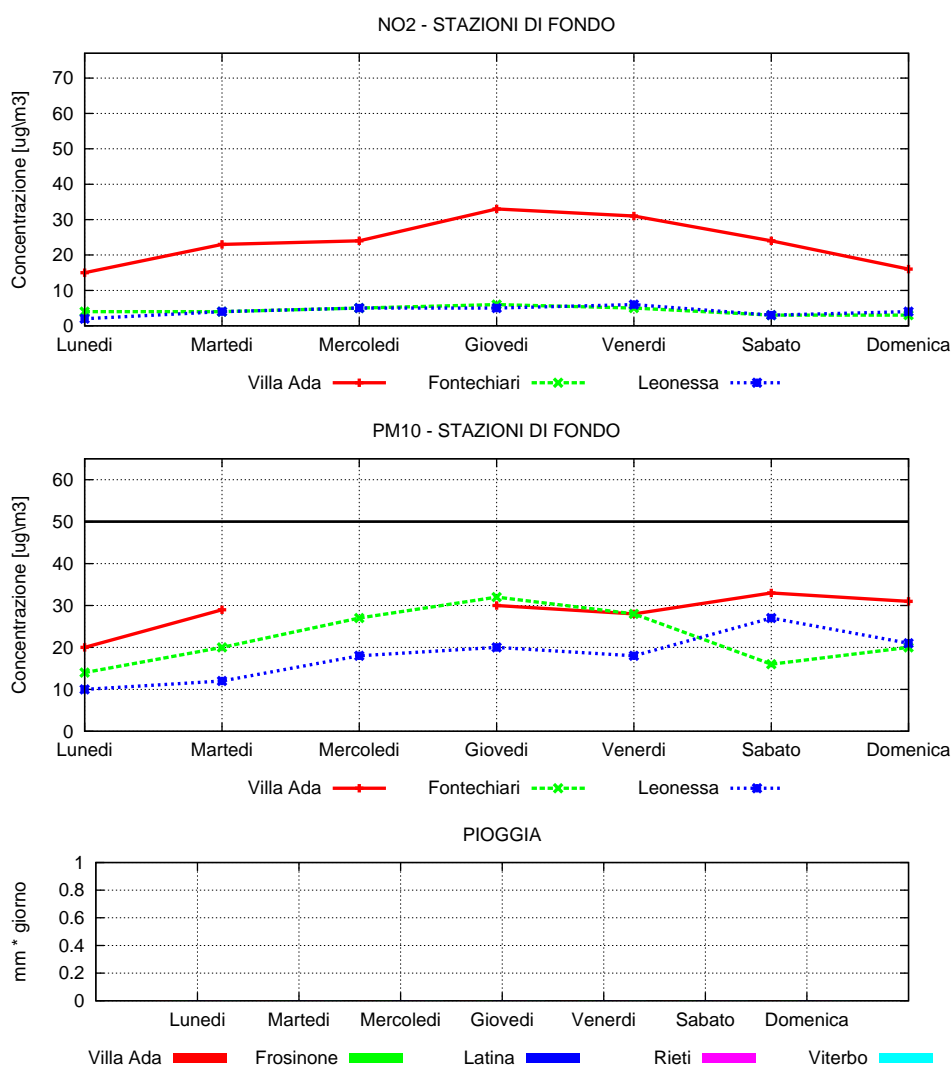 NO2 - STAZIONI DI FONDO
Concentrazione [ug\m3]
70
60
50
40
30
20
10
0
Lunedi Martedi Mercoledi Giovedi Venerdi Sabato Domenica
Villa Ada Fontechiari Leonessa
PM10 - STAZIONI DI FONDO
Concentrazione [ug\m3]
60
50
40
30
20
10
0
Lunedi Martedi Mercoledi Giovedi Venerdi Sabato Domenica
Villa Ada Fontechiari Leonessa
PIOGGIA
mm * giorno
1
0.8
0.6
0.4
0.2
0
Lunedi Martedi Mercoledi Giovedi Venerdi Sabato Domenica
Villa Ada Frosinone Latina Rieti Viterbo